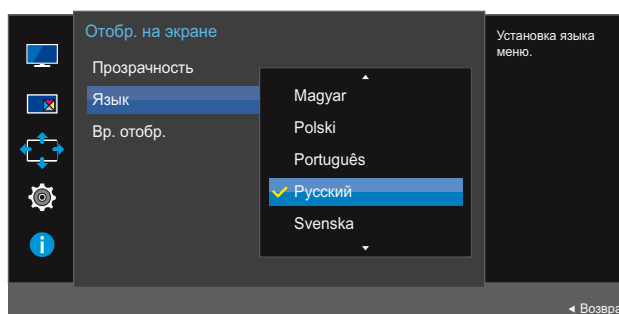 Отобр. на экране
Прозрачность
Язык
Вр. отобр.
Magyar
Polski
Português
Русский
Svenska
Установка языка
меню.